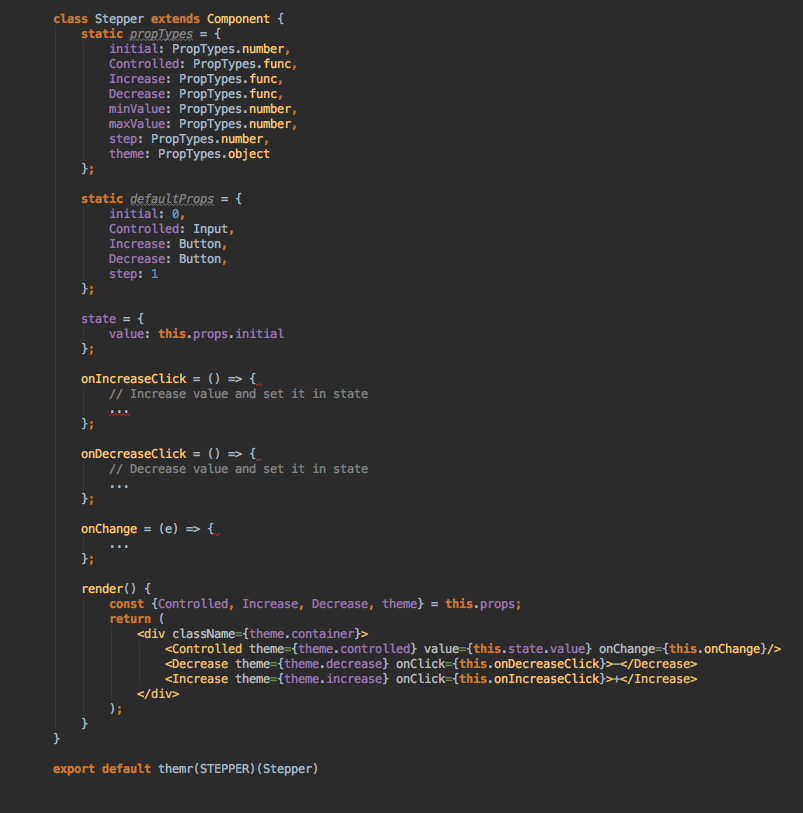 class Stepper extends Component {
    static propTypes = {
        initial: PropTypes.number,
        Controlled: PropTypes.func,
        Increase: PropTypes.func,
        Decrease: PropTypes.func,
        minValue: PropTypes.number,
        maxValue: PropTypes.number,
        step: PropTypes.number,
        theme: PropTypes.object
    };

    static defaultProps = {
        initial: 0,
        Controlled: Input,
        Increase: Button,
        Decrease: Button,
        step: 1
    };

    state = {
        value: this.props.initial
    };

    onIncreaseClick = () => {
        // Increase value and set it in state
        ...
    };

    onDecreaseClick = () => {
        // Decrease value and set it in state
        ...
    };

    onChange = (e) => {
        ...
    };

    render() {
        const {Controlled, Increase, Decrease, theme} = this.props;
        return (
            <div className={theme.container}>
                <Controlled theme={theme.controlled} value={this.state.value} onChange={this.onChange}/>
                <Decrease theme={theme.decrease} onClick={this.onDecreaseClick}>—</Decrease>
                <Increase theme={theme.increase} onClick={this.onIncreaseClick}>+</Increase>
            </div>
        );
    }
}

export default themr(STEPPER)(Stepper)